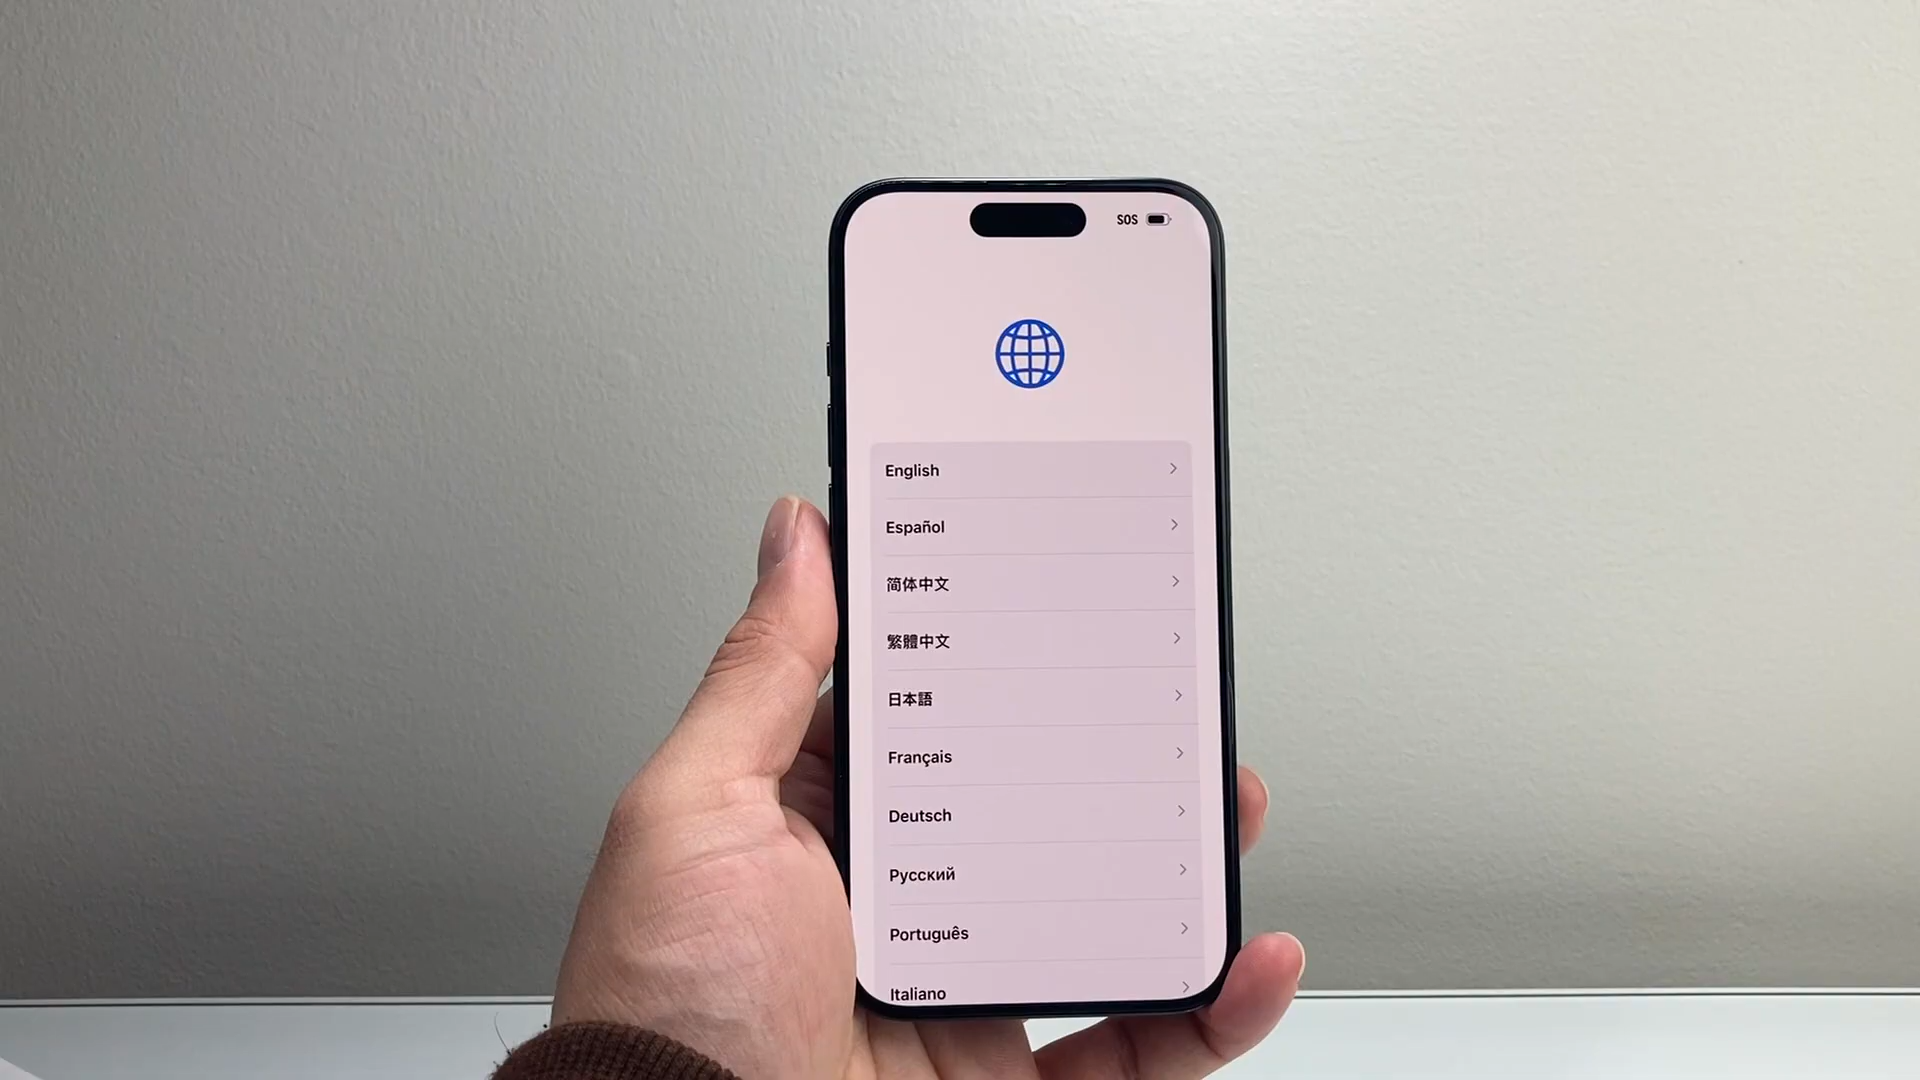 SOS
English
Español
简体中文
繁體中文
日本語
Français
Deutsch
Русский
Português
Italiano